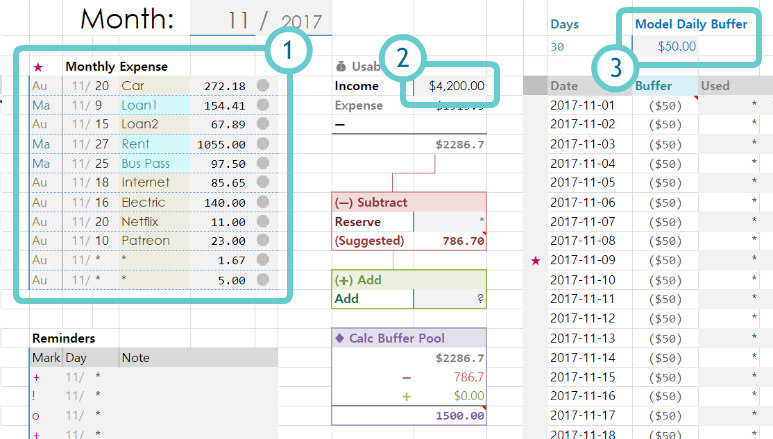 Month: 11 / 2017
1
★ Monthly Expense
Au 11/ 20 Car 272.18
Ma 11/ 9 Loan1 154.41
Au 11/ 15 Loan2 67.89
Ma 11/ 27 Rent 1055.00
Ma 11/ 25 Bus Pass 97.50
Au 11/ 18 Internet 85.65
Au 11/ 16 Electric 140.00
Au 11/ 20 Netflix 11.00
Au 11/ 10 Patreon 23.00
Au 11/ * * 1.67
Au 11/ * * 5.00
Reminders
Mark Day Note
+ 11/ *
! 11/ *
o 11/ *
+ 11/ *
2
Usab
Income $4,200.00
Expense
—
$2286.7
(—) Subtract
Reserve *
(Suggested) 786.70
(+) Add
Add ?
◆ Calc Buffer Pool
$2286.7
— 786.7
+ $0.00
1500.00
Days Model Daily Buffer
30 $50.00
3
Date Buffer Used
2017-11-01 ($50) *
2017-11-02 ($50) *
2017-11-03 ($50) *
2017-11-04 ($50) *
2017-11-05 ($50) *
2017-11-06 ($50) *
2017-11-07 ($50) *
2017-11-08 ($50) *
★ 2017-11-09 ($50) *
2017-11-10 ($50) *
2017-11-11 ($50) *
2017-11-12 ($50) *
2017-11-13 ($50) *
2017-11-14 ($50) *
2017-11-15 ($50) *
2017-11-16 ($50) *
2017-11-17 ($50) *
2017-11-18 ($50) *